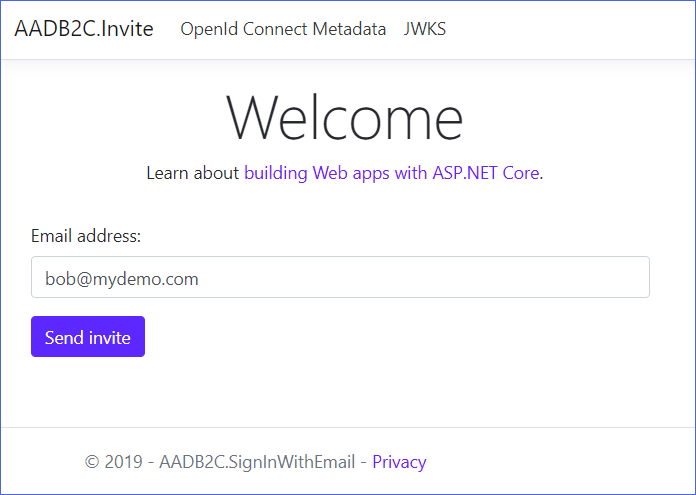 AADB2C.Invite OpenId Connect Metadata JWKS
Welcome
Learn about building Web apps with ASP.NET Core.
Email address:
bob@mydemo.com
Send invite
© 2019 - AADB2C.SignInWithEmail - Privacy